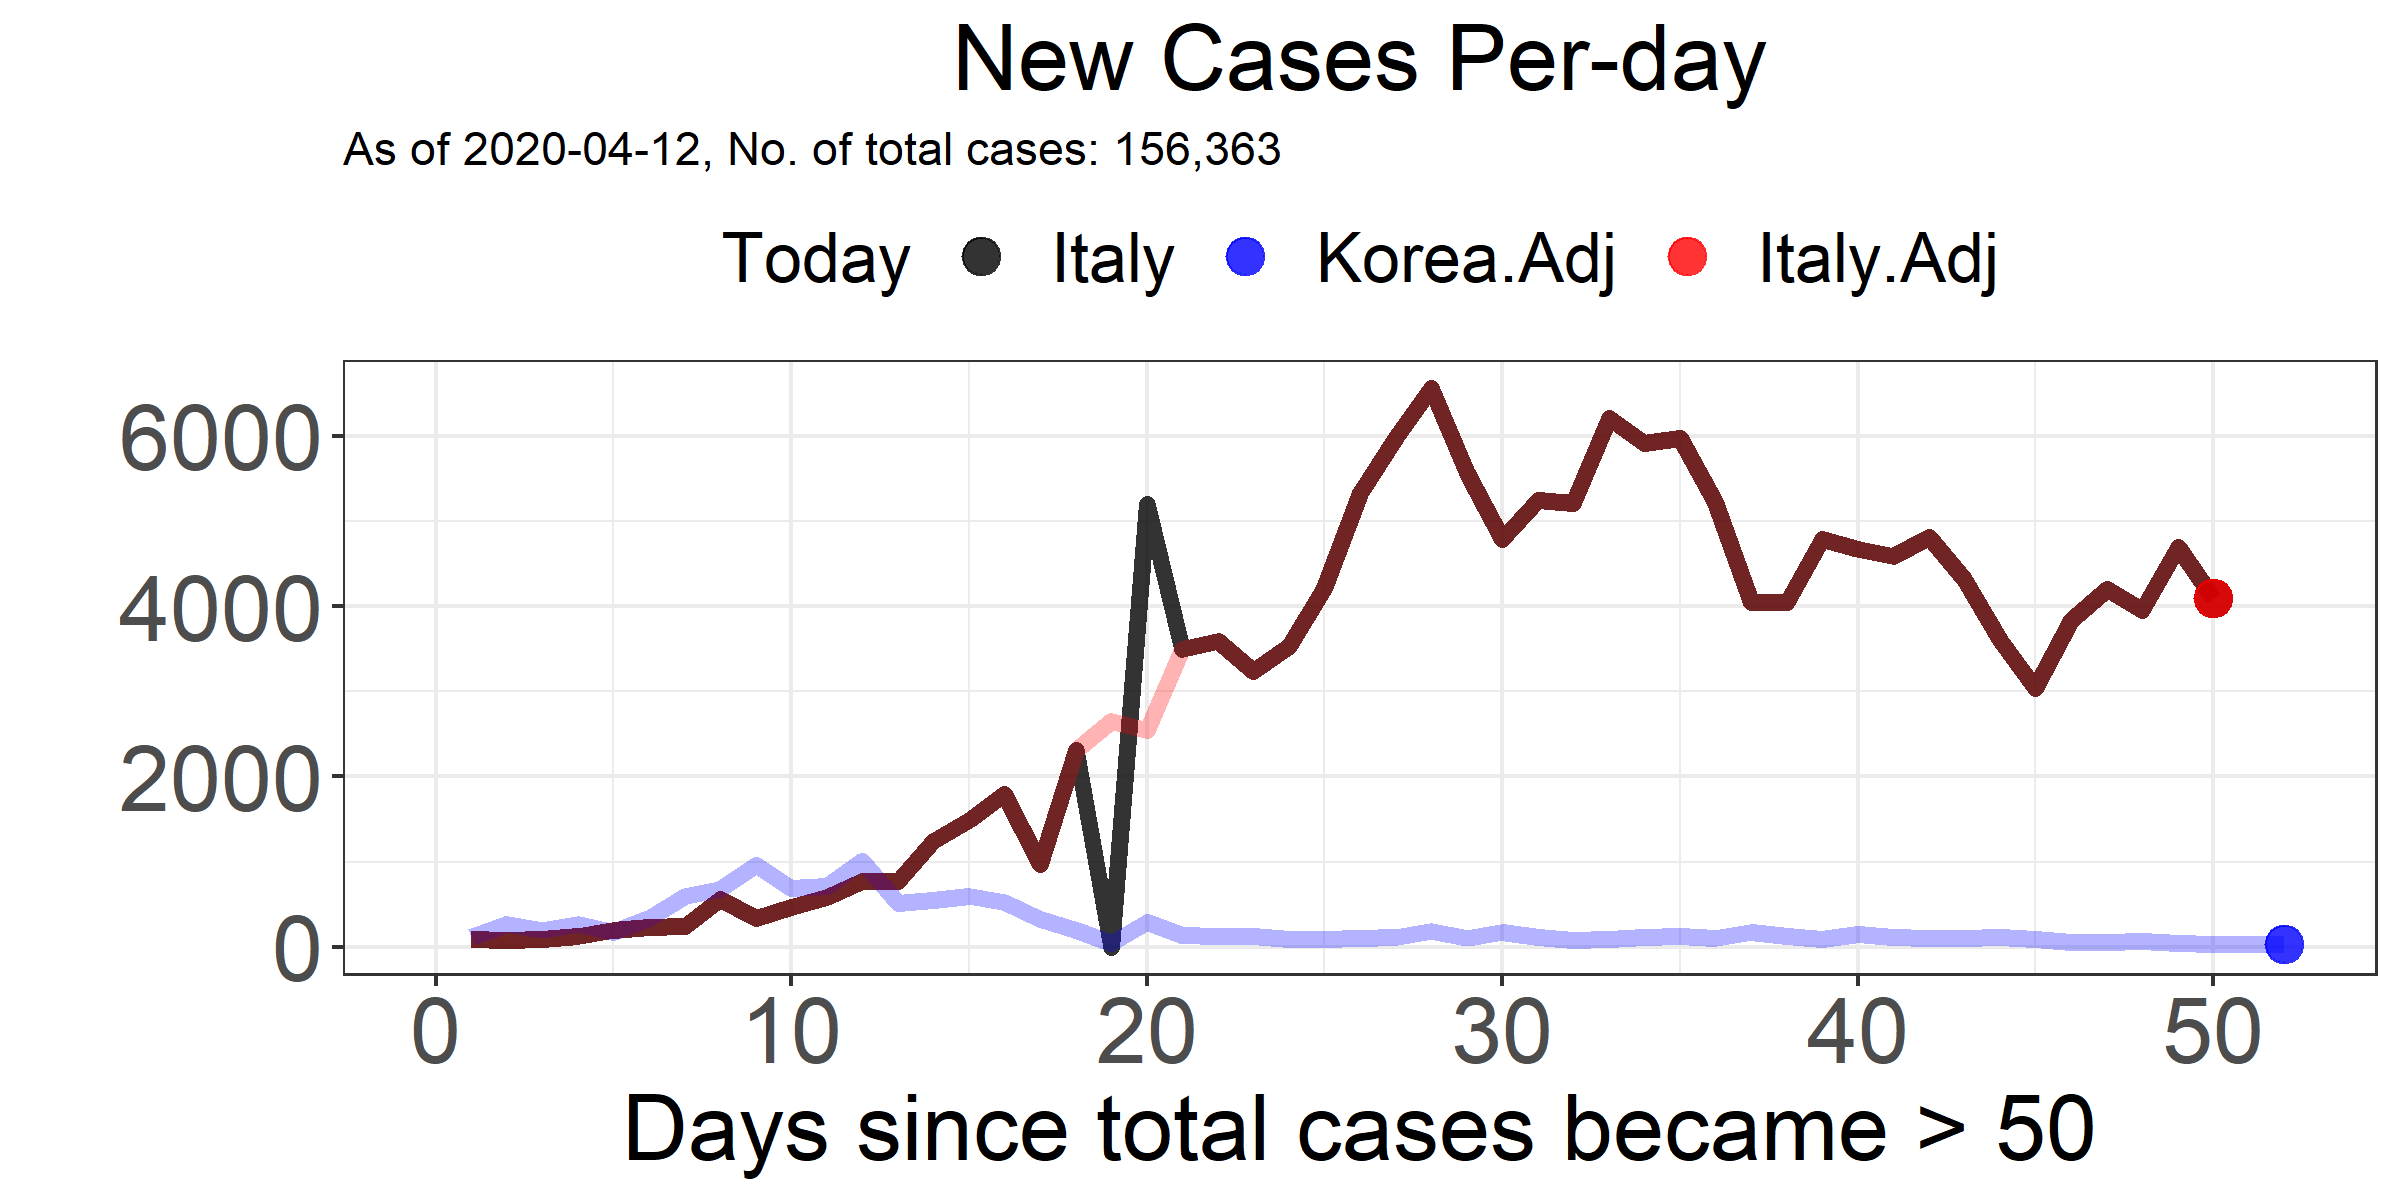 New Cases Per-day
As of 2020-04-12, No. of total cases: 156,363
Today Italy Korea.Adj Italy.Adj
6000
4000
2000
0
0 10 20 30 40 50
Days since total cases became > 50